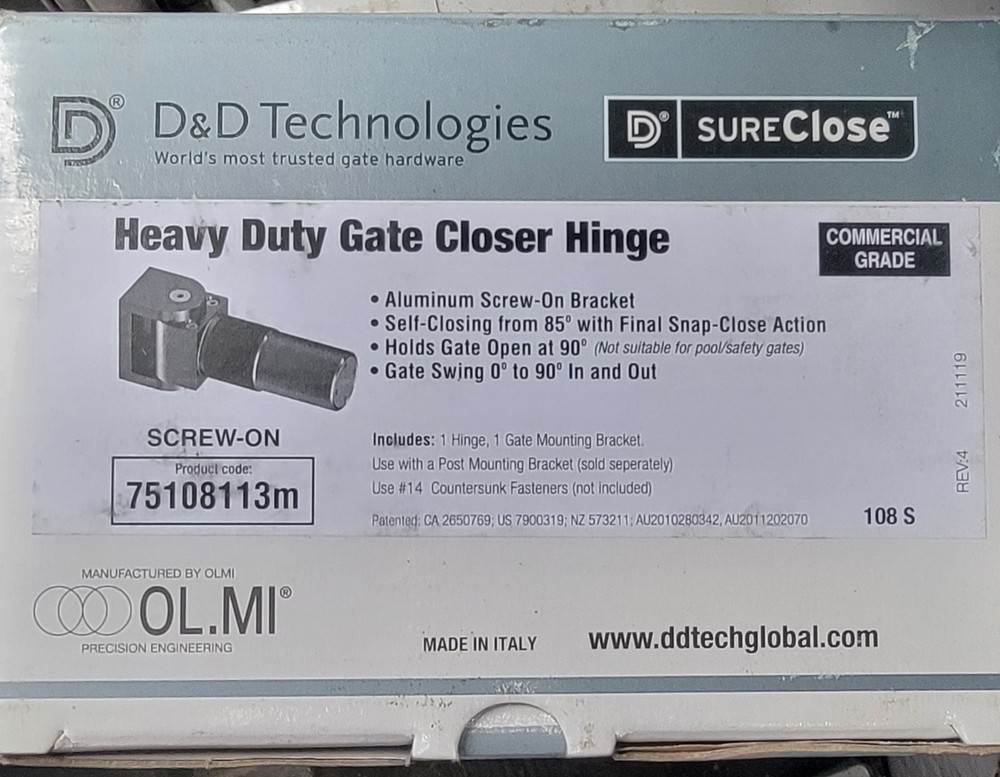 D® D&D Technologies
World's most trusted gate hardware
D® SURECLose™
Heavy Duty Gate Closer Hinge
COMMERCIAL
GRADE
• Aluminum Screw-On Bracket
• Self-Closing from 85º with Final Snap-Close Action
• Holds Gate Open at 90º (Not suitable for pool/safety gates)
• Gate Swing 0º to 90º In and Out
SCREW-ON
Product code:
75108113m
Includes: 1 Hinge, 1 Gate Mounting Bracket.
Use with a Post Mounting Bracket (sold seperately)
Use #14 Countersunk Fasteners (not included)
Patented: CA 2650769; US 7900319; NZ 573211; AU2010280342, AU2011202070
108 S
REV:4 211119
MANUFACTURED BY OLMI
OL.MI®
PRECISION ENGINEERING
MADE IN ITALY
www.ddtechglobal.com